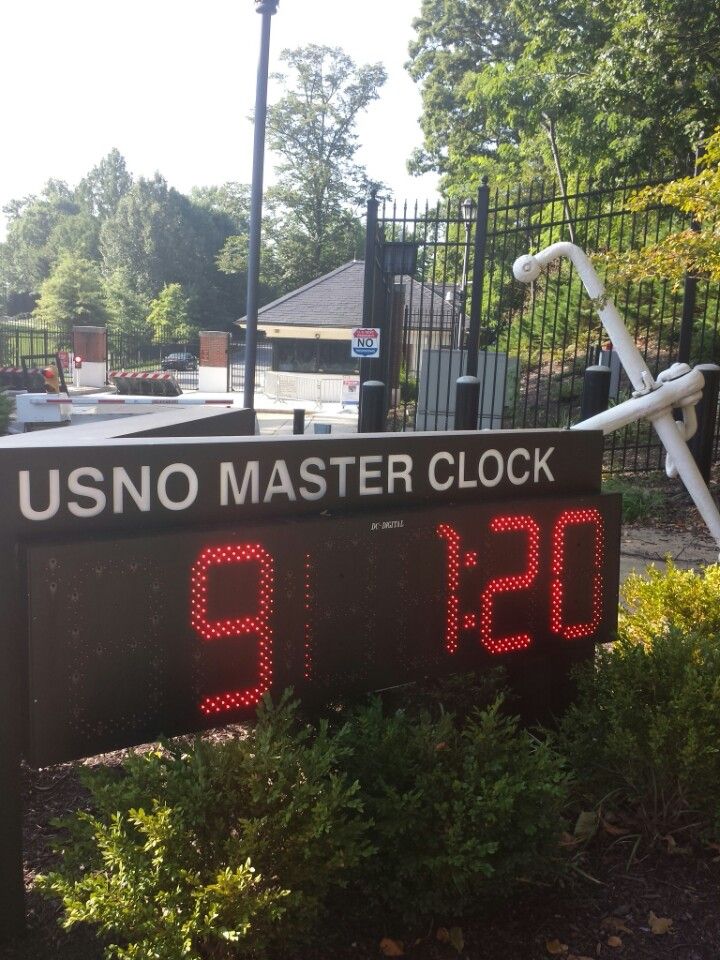 NO
USNO MASTER CLOCK
DC-DIGITAL
9 1:20